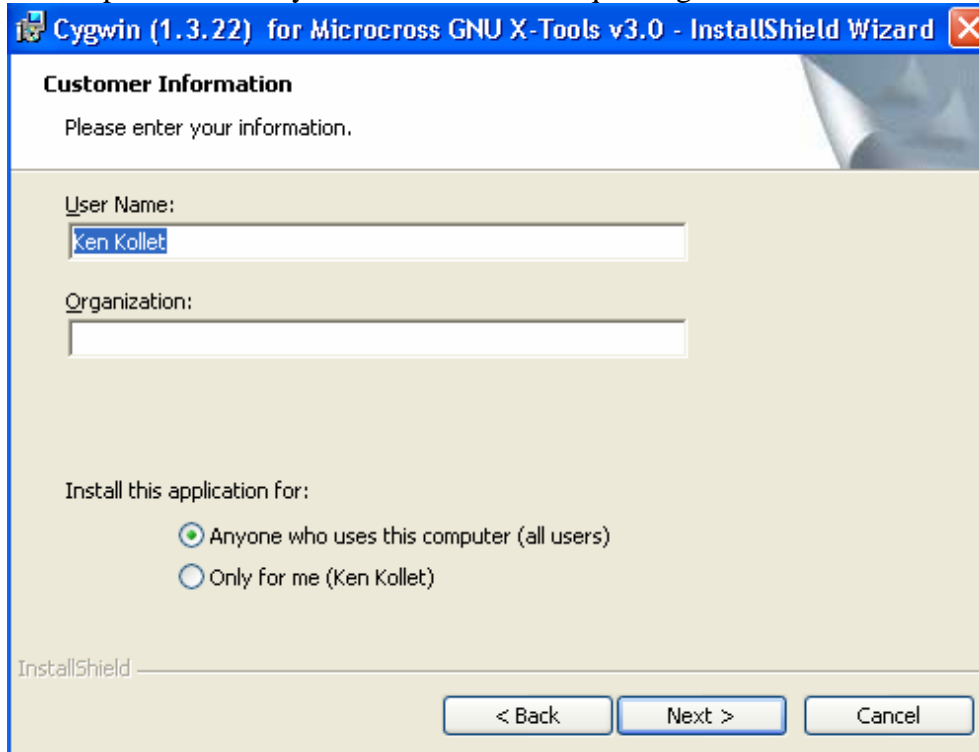 Cygwin (1.3.22) for Microcross GNU X-Tools v3.0 - InstallShield Wizard
Customer Information
Please enter your information.
User Name:
Ken Kollet
Organization:
Install this application for:
Anyone who uses this computer (all users)
Only for me (Ken Kollet)
InstallShield
< Back Next > Cancel